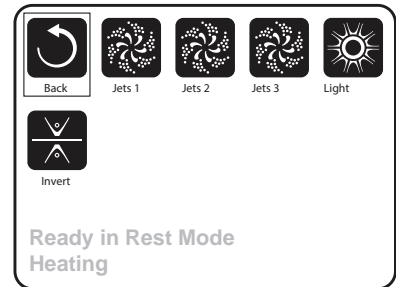 Back Jets 1 Jets 2 Jets 3 Light
Invert
Ready in Rest Mode
Heating